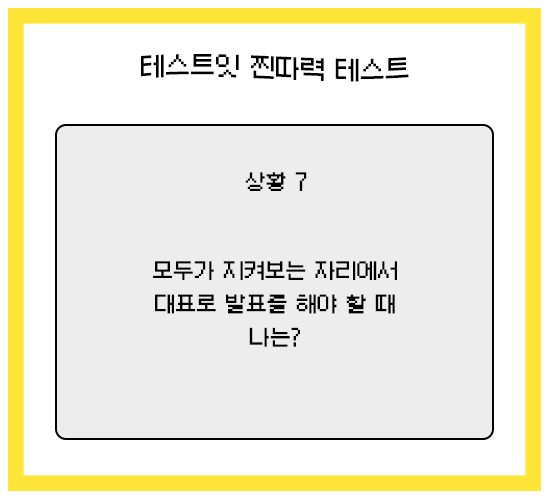 테스트잇 찐따력 테스트
상황 7
모두가 지켜보는 자리에서
대표로 발표를 해야 할 때
나는?